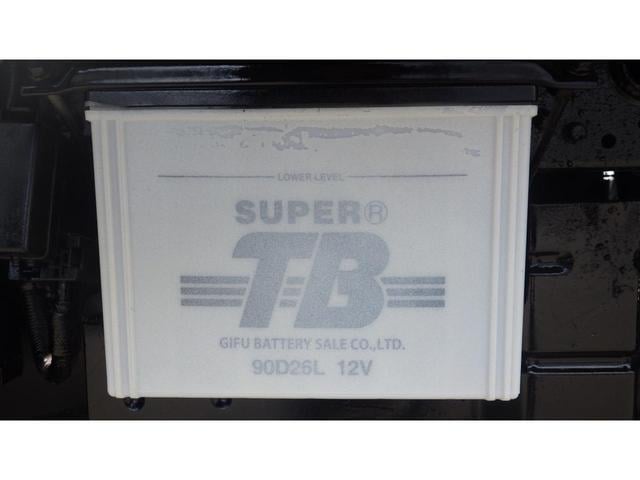 LOWER LEVEL
SUPER®
TB
GIFU BATTERY SALE CO.,LTD.
90D26L 12V